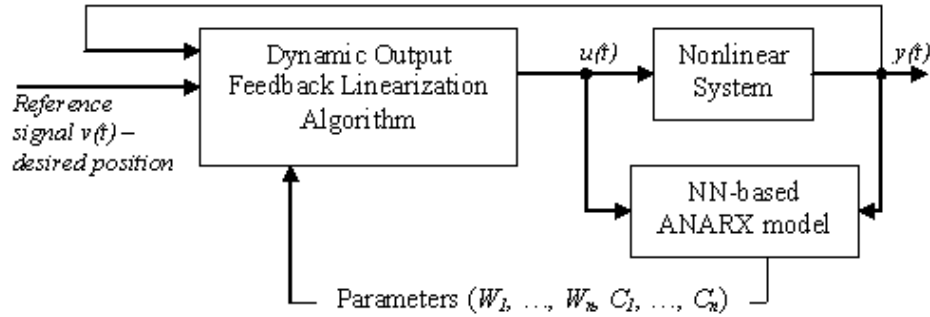 Dynamic Output
Feedback Linearization
Algorithm
u(t)
Nonlinear
System
y(t)
Reference
signal v(t) –
desired position
NN-based
ANARX model
Parameters (W₁, ..., Wₙ, C₁, ..., Cₙ)